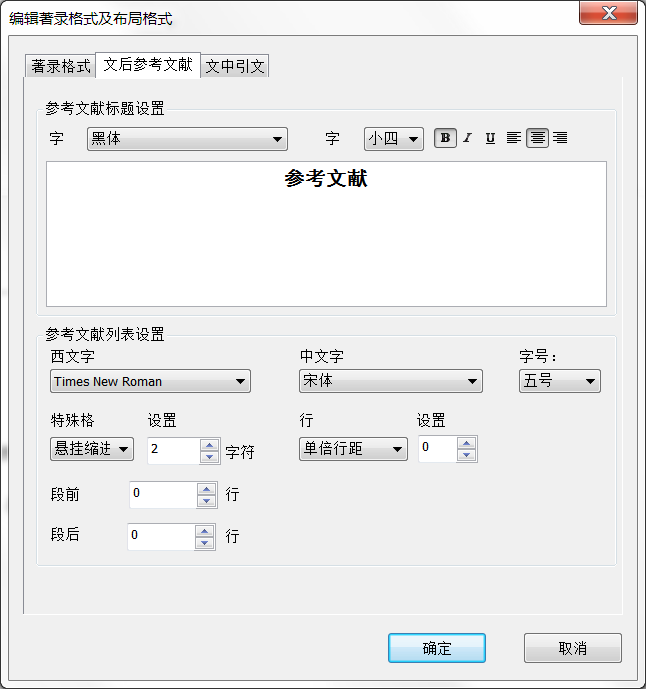 编辑著录格式及布局格式
著录格式 文后参考文献 文中引文
参考文献标题设置
字 黑体 字 小四 B I U
参考文献
参考文献列表设置
西文字 中文字 字号：
Times New Roman 宋体 五号
特殊格 设置 行 设置
悬挂缩进 2 字符 单倍行距 0
段前 0 行
段后 0 行
确定 取消